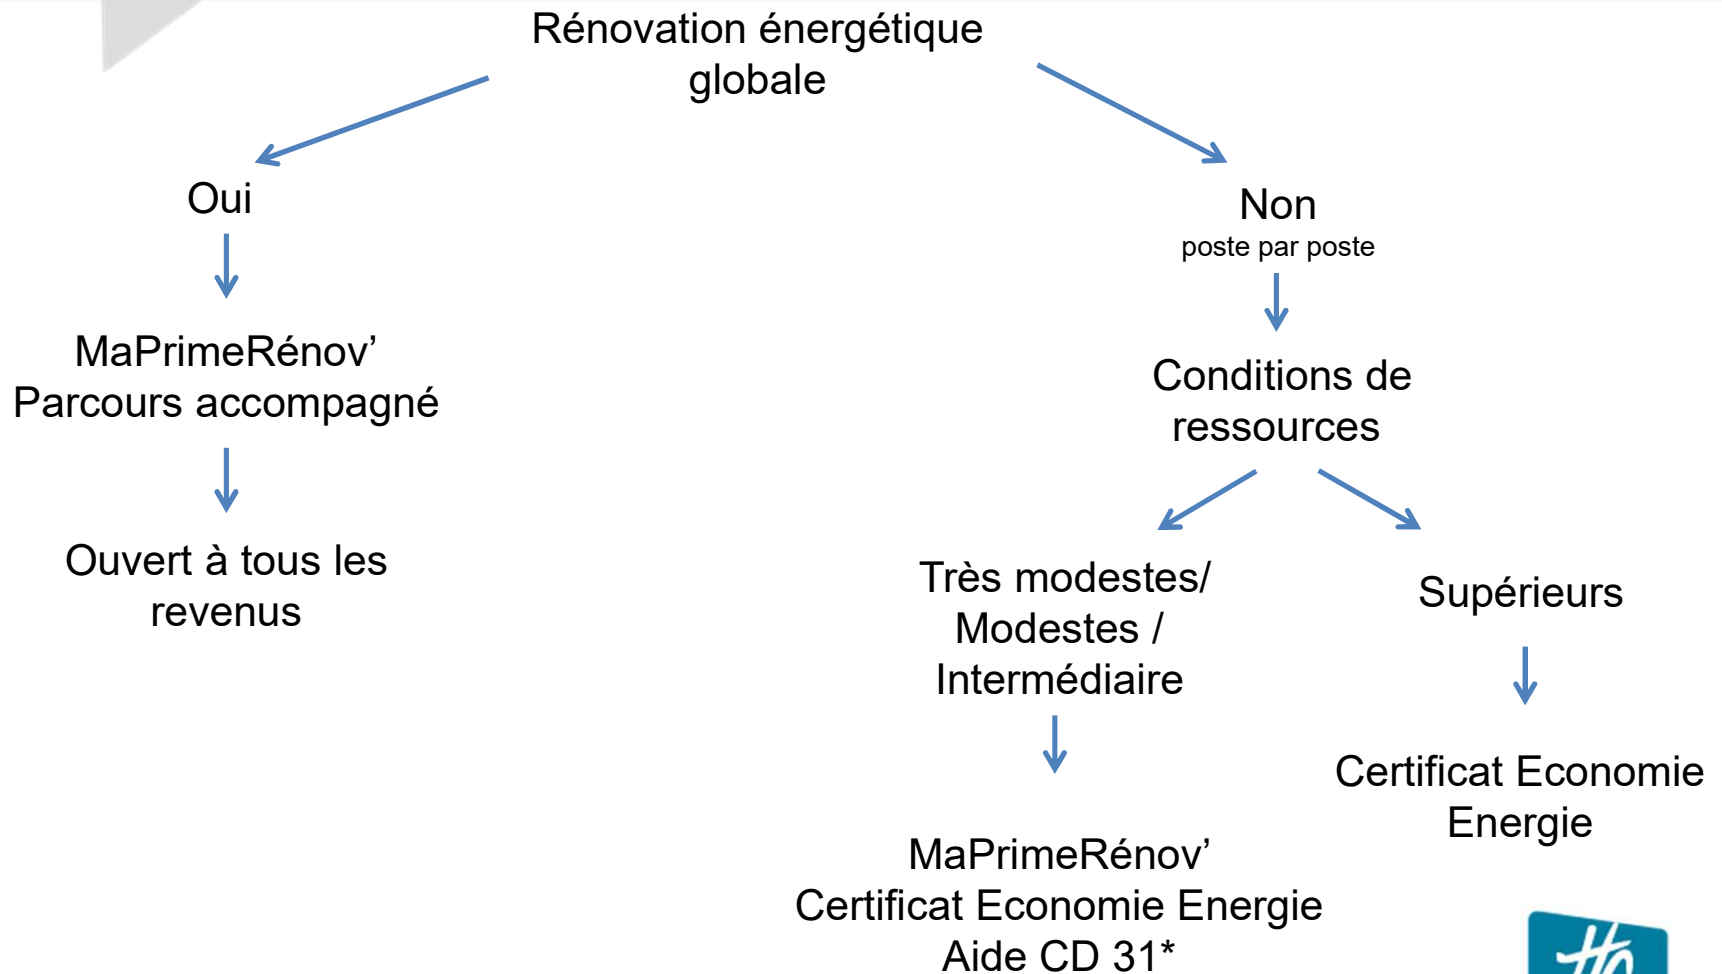 Rénovation énergétique
globale
Oui
Non
poste par poste
MaPrimeRénov’
Parcours accompagné
Conditions de
ressources
Ouvert à tous les
revenus
Très modestes/
Modestes /
Intermédiaire
Supérieurs
Certificat Economie
Energie
MaPrimeRénov’
Certificat Economie Energie
Aide CD 31*